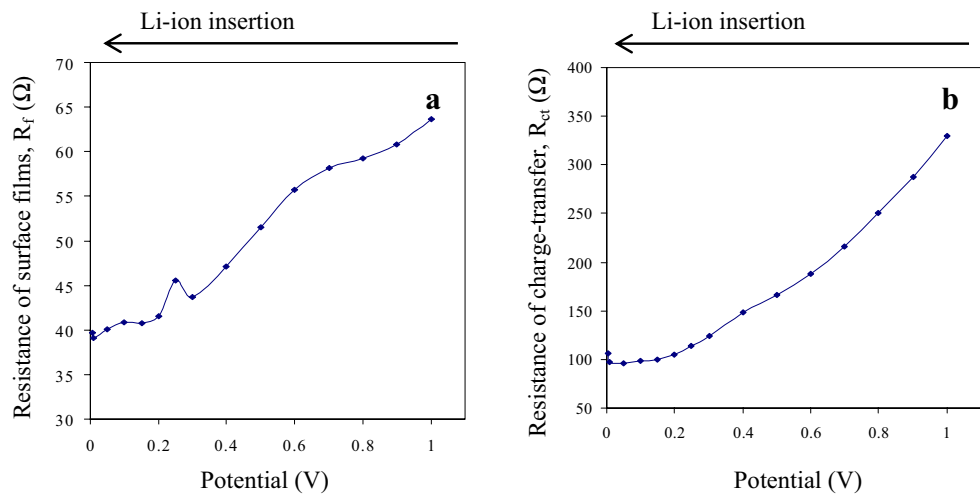 Li-ion insertion
70
65
60
55
50
45
40
35
30
0 0.2 0.4 0.6 0.8 1
Potential (V)
Resistance of surface films, R_f (Ω)
a
Li-ion insertion
400
350
300
250
200
150
100
50
0 0.2 0.4 0.6 0.8 1
Potential (V)
Resistance of charge-transfer, R_ct (Ω)
b